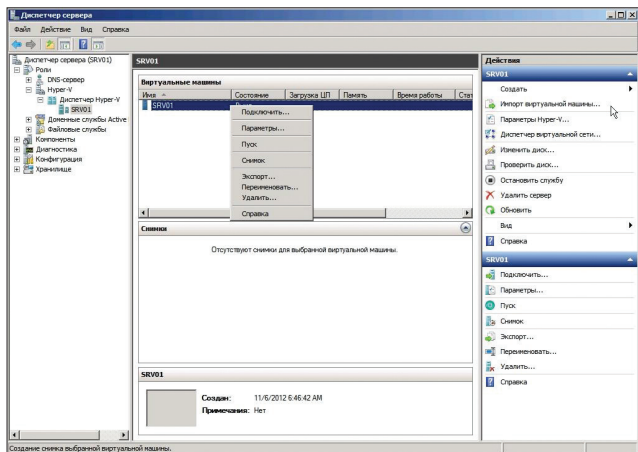 Диспетчер сервера
Файл Действие Вид Справка
Диспетчер сервера (SRV01)
Роли
DNS-сервер
Hyper-V
Диспетчер Hyper-V
SRV01
Доменные службы Active
Файловые службы
Компоненты
Диагностика
Конфигурация
Хранилище
SRV01
Виртуальные машины
Имя Состояние Загрузка ЦП Память Время работы Стат
SRV01
Подключить...
Параметры...
Пуск
Снимок
Экспорт...
Переименовать...
Удалить...
Справка
Снимки
Отсутствуют снимки для выбранной виртуальной машины.
SRV01
Создан: 11/6/2012 6:46:42 AM
Примечания: Нет
Действия
SRV01
Создать
Импорт виртуальной машины...
Параметры Hyper-V...
Диспетчер виртуальной сети...
Изменить диск...
Проверить диск...
Остановить службу
Удалить сервер
Обновить
Вид
Справка
SRV01
Подключить...
Параметры...
Пуск
Снимок
Экспорт...
Переименовать...
Удалить...
Справка
Создание снимка выбранной виртуальной машины.